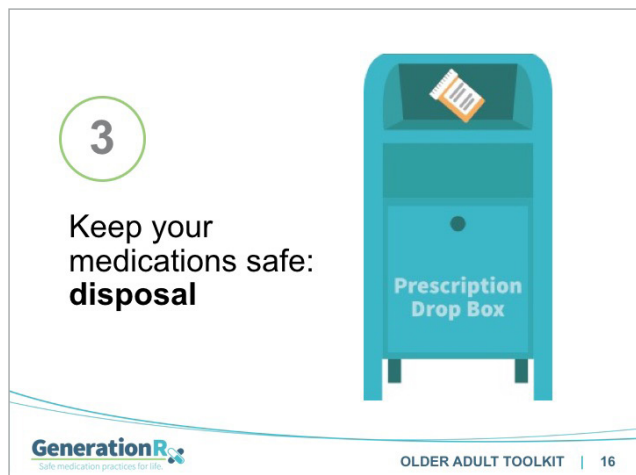 3
Keep your
medications safe:
disposal
Prescription
Drop Box
GenerationRx
Safe medication practices for life.
OLDER ADULT TOOLKIT | 16